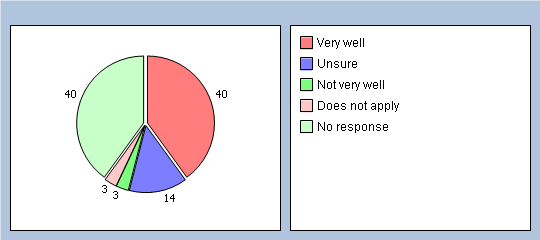 40
40
3
3
14
Very well
Unsure
Not very well
Does not apply
No response